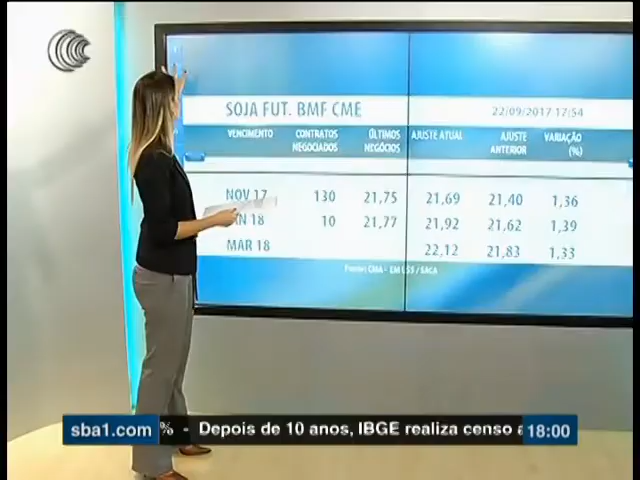 SOJA FUT. BMF CME 22/09/2017 17:54
VENCIMENTO CONTRATOS NEGOCIADOS ÚLTIMOS NEGÓCIOS AJUSTE ATUAL AJUSTE ANTERIOR VARIAÇÃO (%)
NOV 17 130 21,75 21,69 21,40 1,36
N 18 10 21,77 21,92 21,62 1,39
MAR 18 22,12 21,83 1,33
EM US$ / SACA
sba1.com % - Depois de 10 anos, IBGE realiza censo 18:00